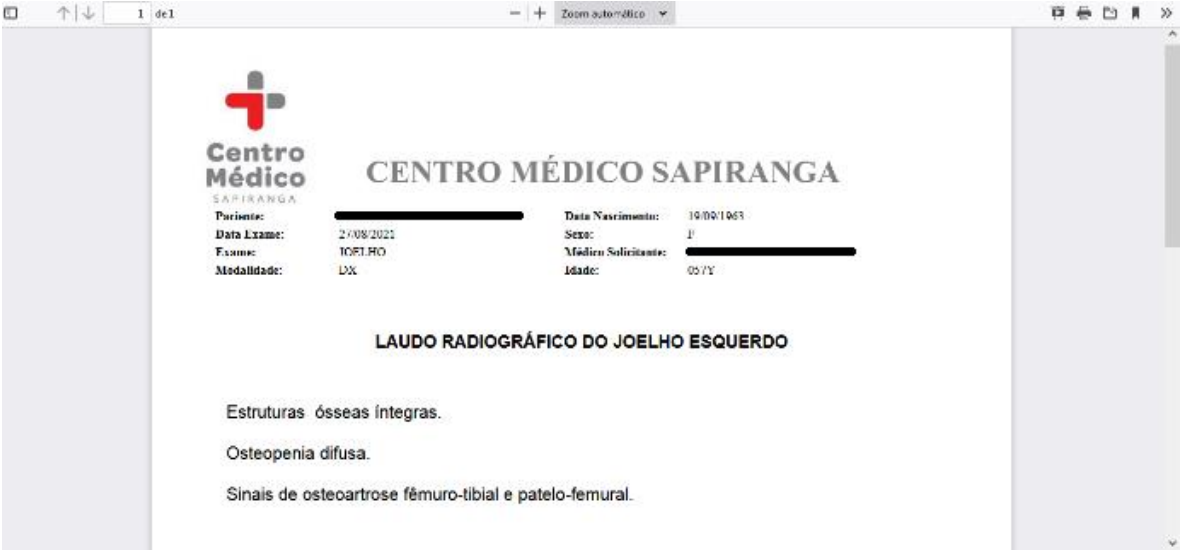 1 de 1
Zoom automático
Centro
Médico
SAPIRANGA
CENTRO MÉDICO SAPIRANGA
Paciente: Data Nascimento: 19/09/1963
Data Exame: 27/08/2021 Sexo: F
Exame: JOELHO Médico Solicitante:
Modalidade: DX Idade: 057Y
LAUDO RADIOGRÁFICO DO JOELHO ESQUERDO
Estruturas ósseas íntegras.
Osteopenia difusa.
Sinais de osteoartrose fêmuro-tibial e patelo-femural.